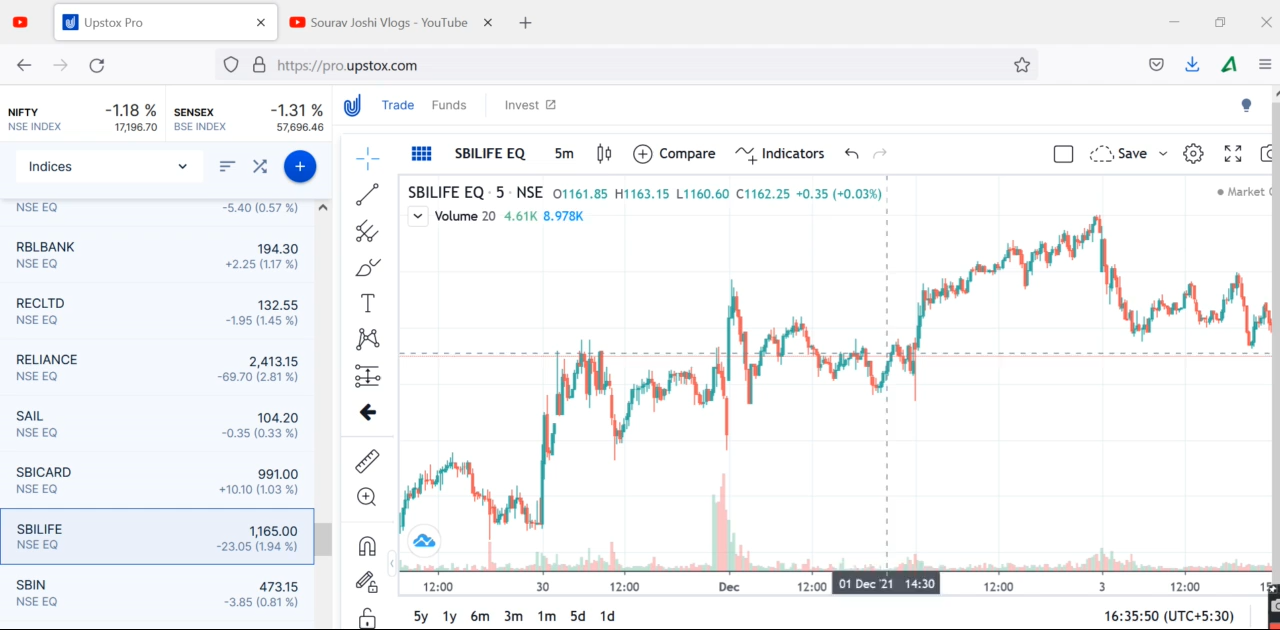 Upstox Pro
Sourav Joshi Vlogs - YouTube
https://pro.upstox.com
NIFTY -1.18 %
NSE INDEX 17,196.70
SENSEX -1.31 %
BSE INDEX 57,696.46
Trade Funds Invest
Indices
SBILIFE EQ 5m Compare Indicators Save
SBILIFE EQ · 5 · NSE O1161.85 H1163.15 L1160.60 C1162.25 +0.35 (+0.03%)
Market
Volume 20 4.61K 8.978K
NSE EQ -5.40 (0.57 %)
RBLBANK 194.30
NSE EQ +2.25 (1.17 %)
RECLTD 132.55
NSE EQ -1.95 (1.45 %)
RELIANCE 2,413.15
NSE EQ -69.70 (2.81 %)
SAIL 104.20
NSE EQ -0.35 (0.33 %)
SBICARD 991.00
NSE EQ +10.10 (1.03 %)
SBILIFE 1,165.00
NSE EQ -23.05 (1.94 %)
SBIN 473.15
NSE EQ -3.85 (0.81 %)
12:00 30 12:00 Dec 12:00 01 Dec '21 14:30 12:00 3 12:00
5y 1y 6m 3m 1m 5d 1d 16:35:50 (UTC+5:30)